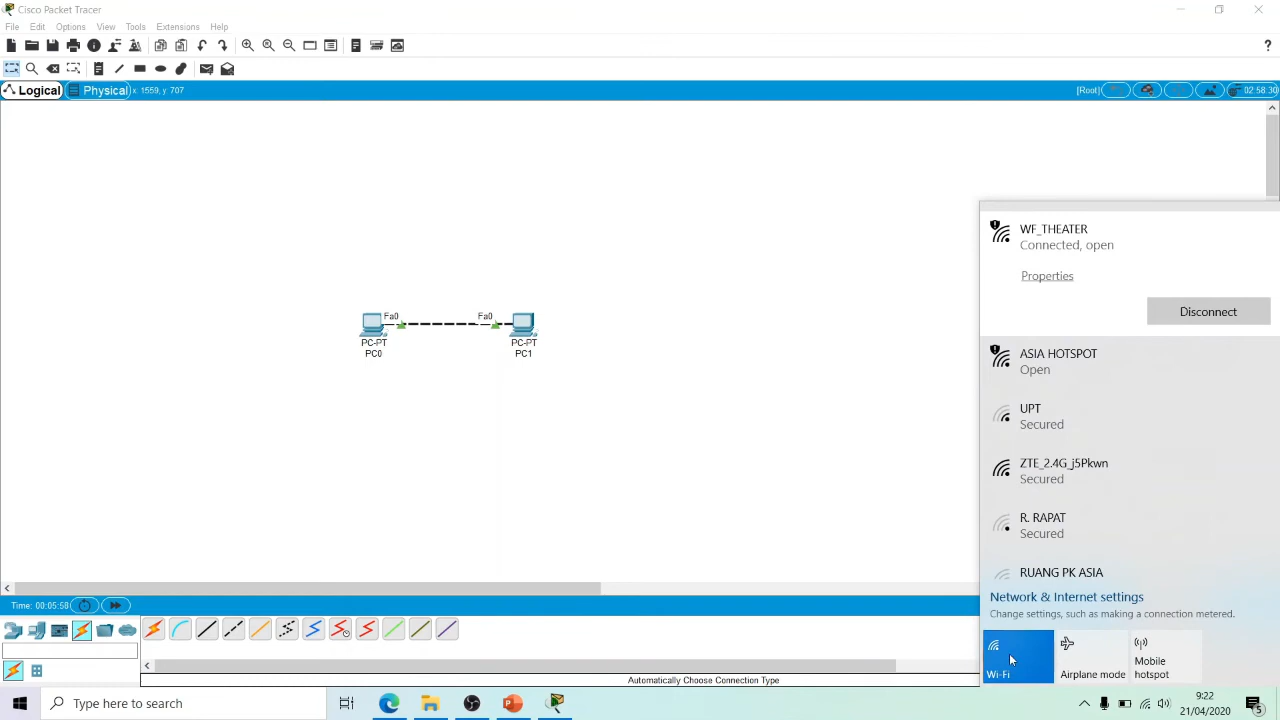 Cisco Packet Tracer
File Edit Options View Tools Extensions Help
?
Logical Physical x: 1559, y: 707 [Root] 02:58:30
WF_THEATER
Connected, open
Properties
Disconnect
ASIA HOTSPOT
Open
UPT
Secured
ZTE_2.4G_j5Pkwn
Secured
R. RAPAT
Secured
RUANG PK ASIA
Network & Internet settings
Change settings, such as making a connection metered.
Wi-Fi
Airplane mode
Mobile
hotspot
Fa0 Fa0
PC-PT
PC0
PC-PT
PC1
Time: 00:05:58
Automatically Choose Connection Type
Type here to search
9:22
21/04/2020
5